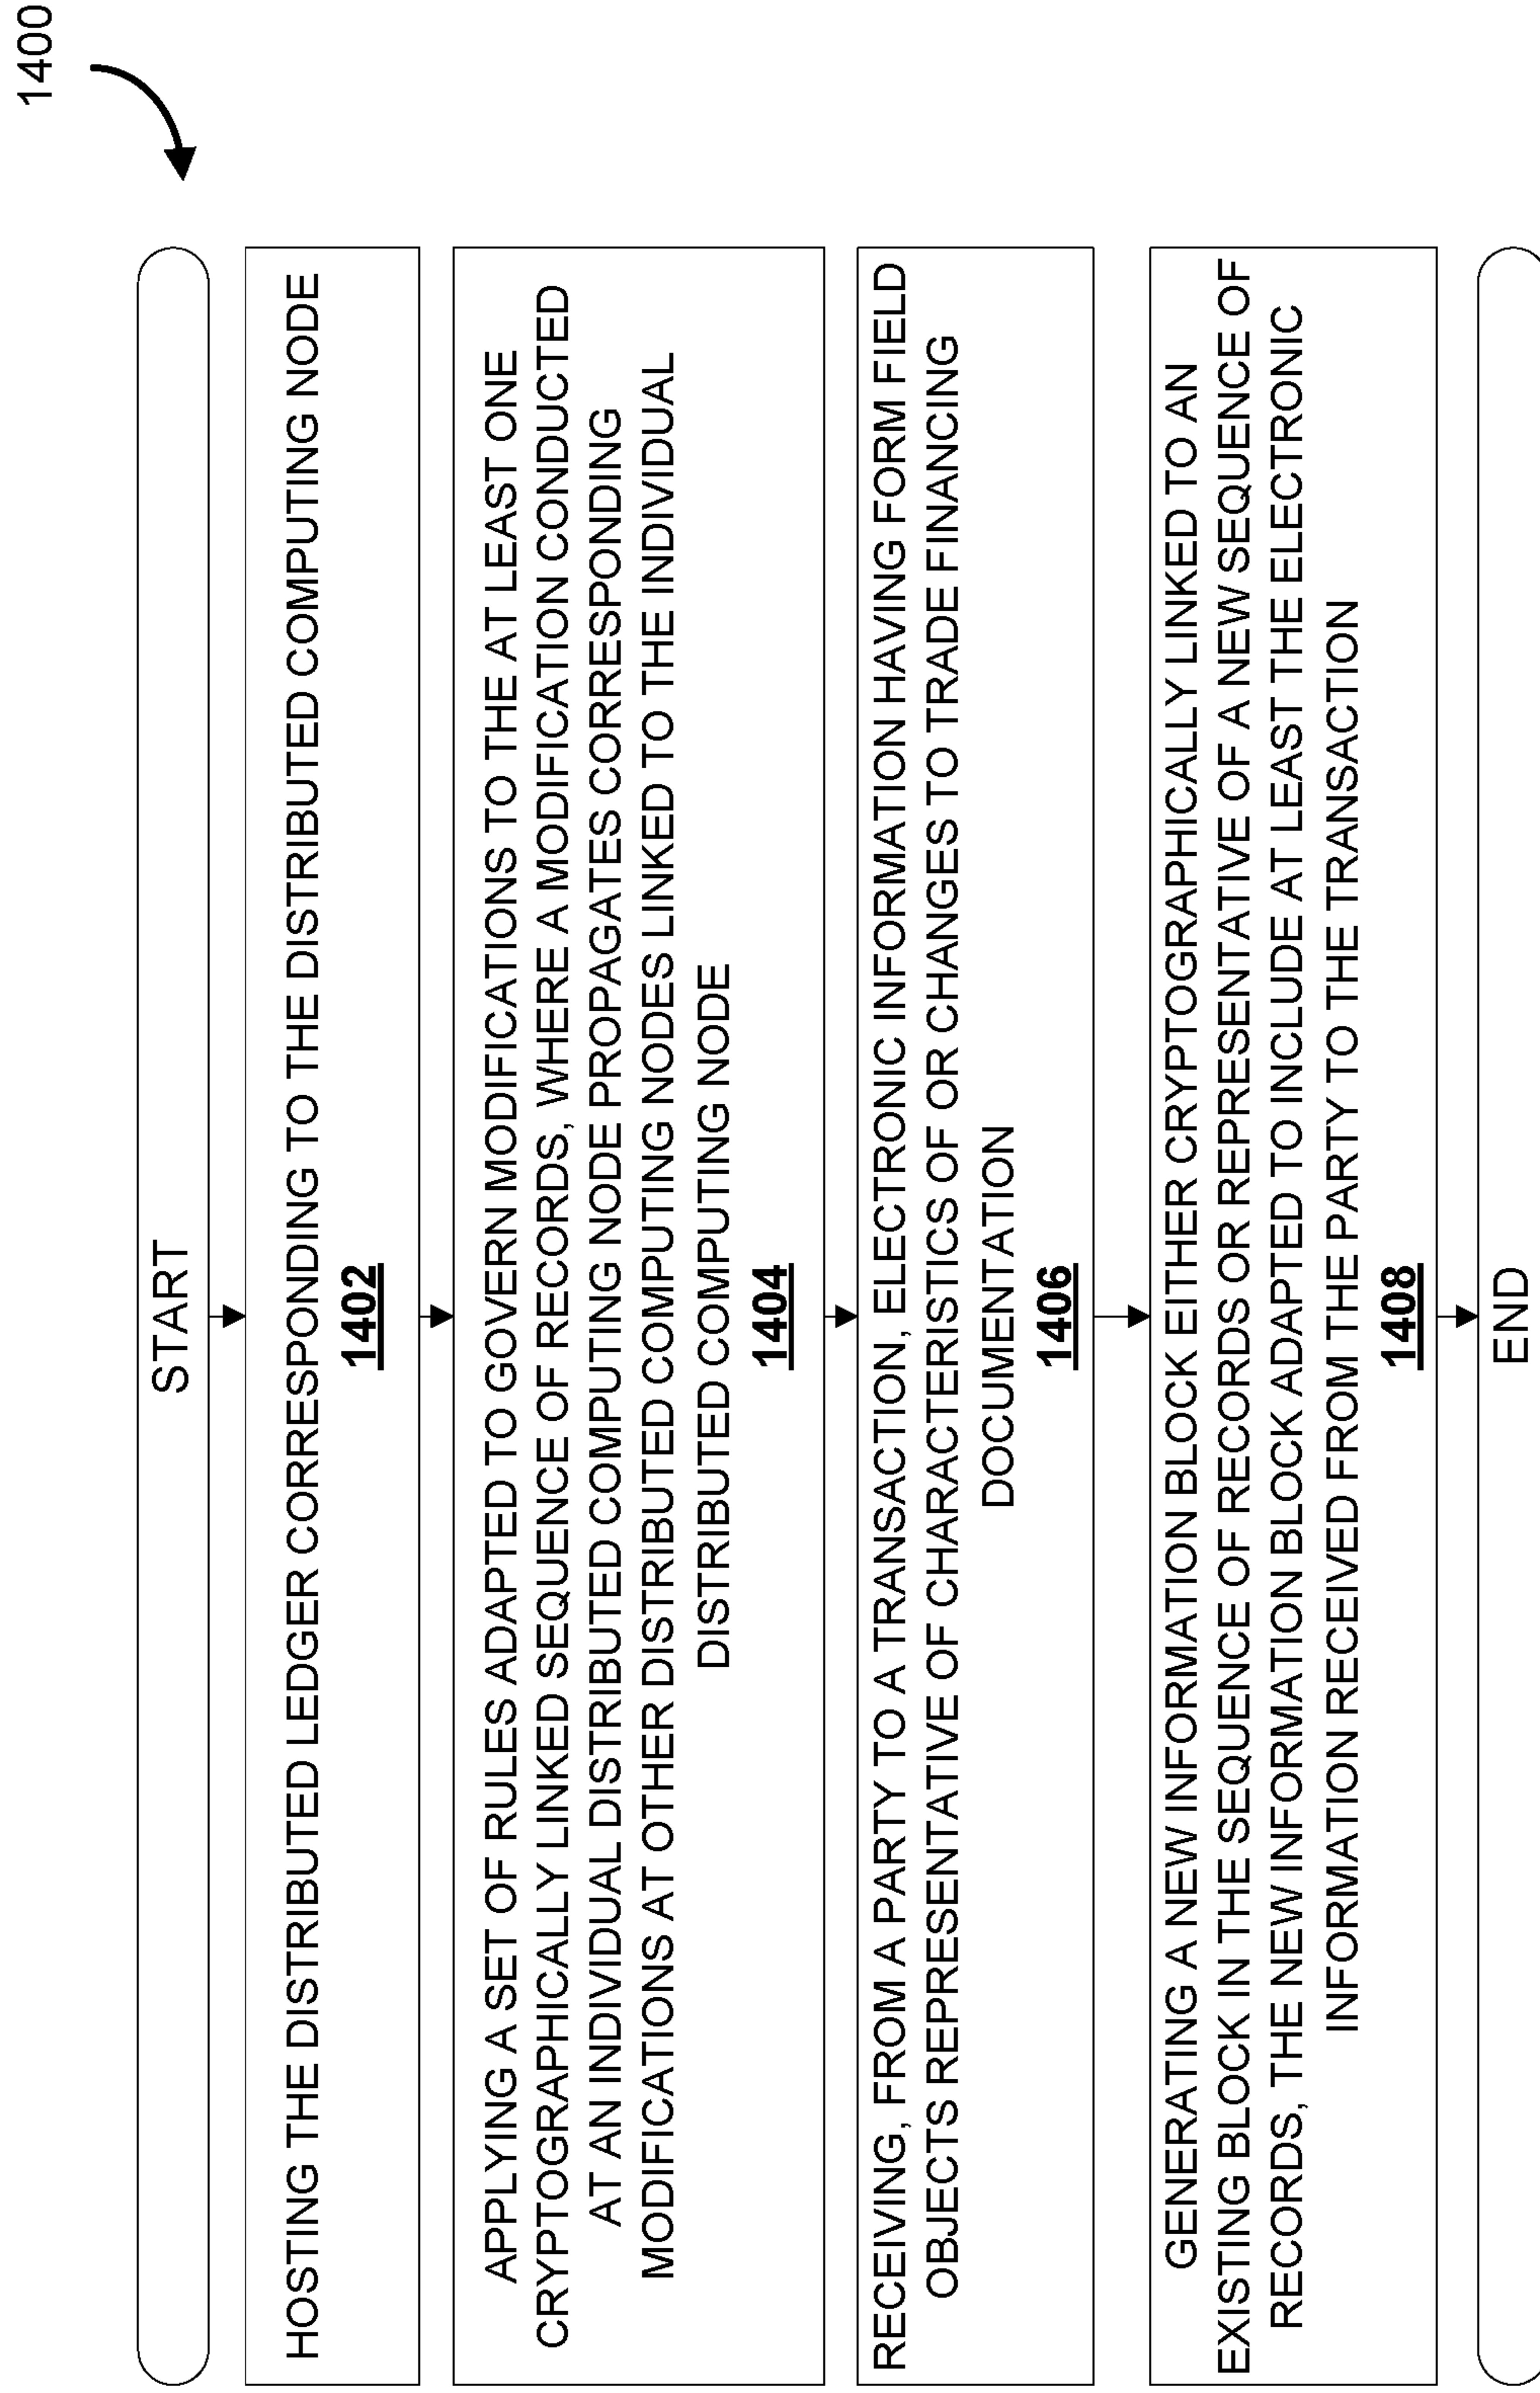 1400
START
HOSTING THE DISTRIBUTED LEDGER CORRESPONDING TO THE DISTRIBUTED COMPUTING NODE
1402
APPLYING A SET OF RULES ADAPTED TO GOVERN MODIFICATIONS TO THE AT LEAST ONE
CRYPTOGRAPHICALLY LINKED SEQUENCE OF RECORDS, WHERE A MODIFICATION CONDUCTED
AT AN INDIVIDUAL DISTRIBUTED COMPUTING NODE PROPAGATES CORRESPONDING
MODIFICATIONS AT OTHER DISTRIBUTED COMPUTING NODES LINKED TO THE INDIVIDUAL
DISTRIBUTED COMPUTING NODE
1404
RECEIVING, FROM A PARTY TO A TRANSACTION, ELECTRONIC INFORMATION HAVING FORM FIELD
OBJECTS REPRESENTATIVE OF CHARACTERISTICS OF OR CHANGES TO TRADE FINANCING
DOCUMENTATION
1406
GENERATING A NEW INFORMATION BLOCK EITHER CRYPTOGRAPHICALLY LINKED TO AN
EXISTING BLOCK IN THE SEQUENCE OF RECORDS OR REPRESENTATIVE OF A NEW SEQUENCE OF
RECORDS, THE NEW INFORMATION BLOCK ADAPTED TO INCLUDE AT LEAST THE ELECTRONIC
INFORMATION RECEIVED FROM THE PARTY TO THE TRANSACTION
1408
END